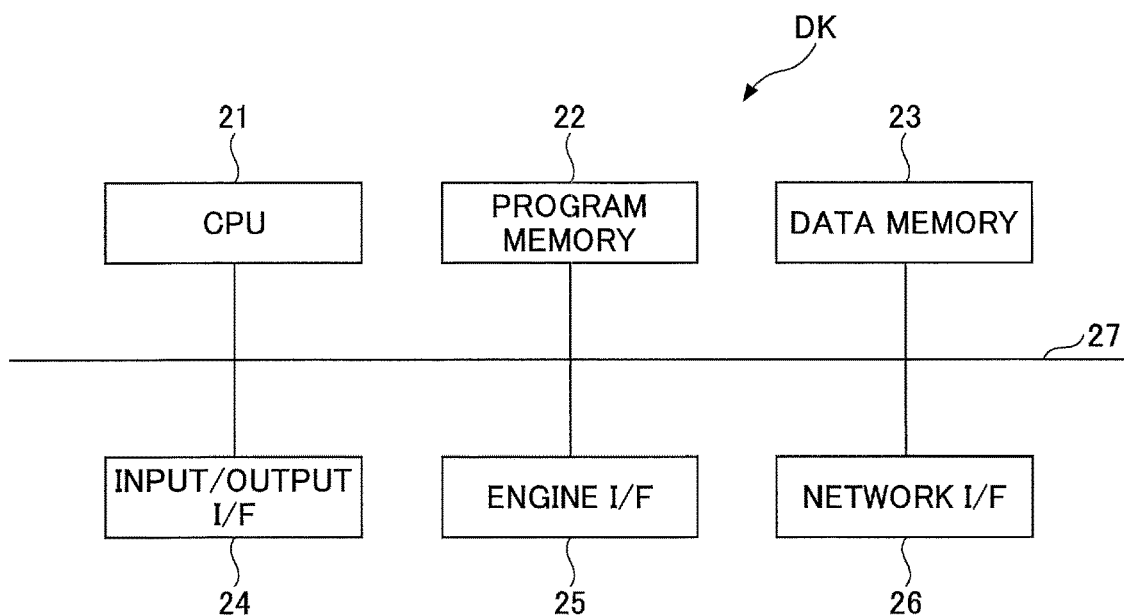 DK
21
22
23
CPU
PROGRAM
MEMORY
DATA MEMORY
27
INPUT/OUTPUT
I/F
ENGINE I/F
NETWORK I/F
24
25
26